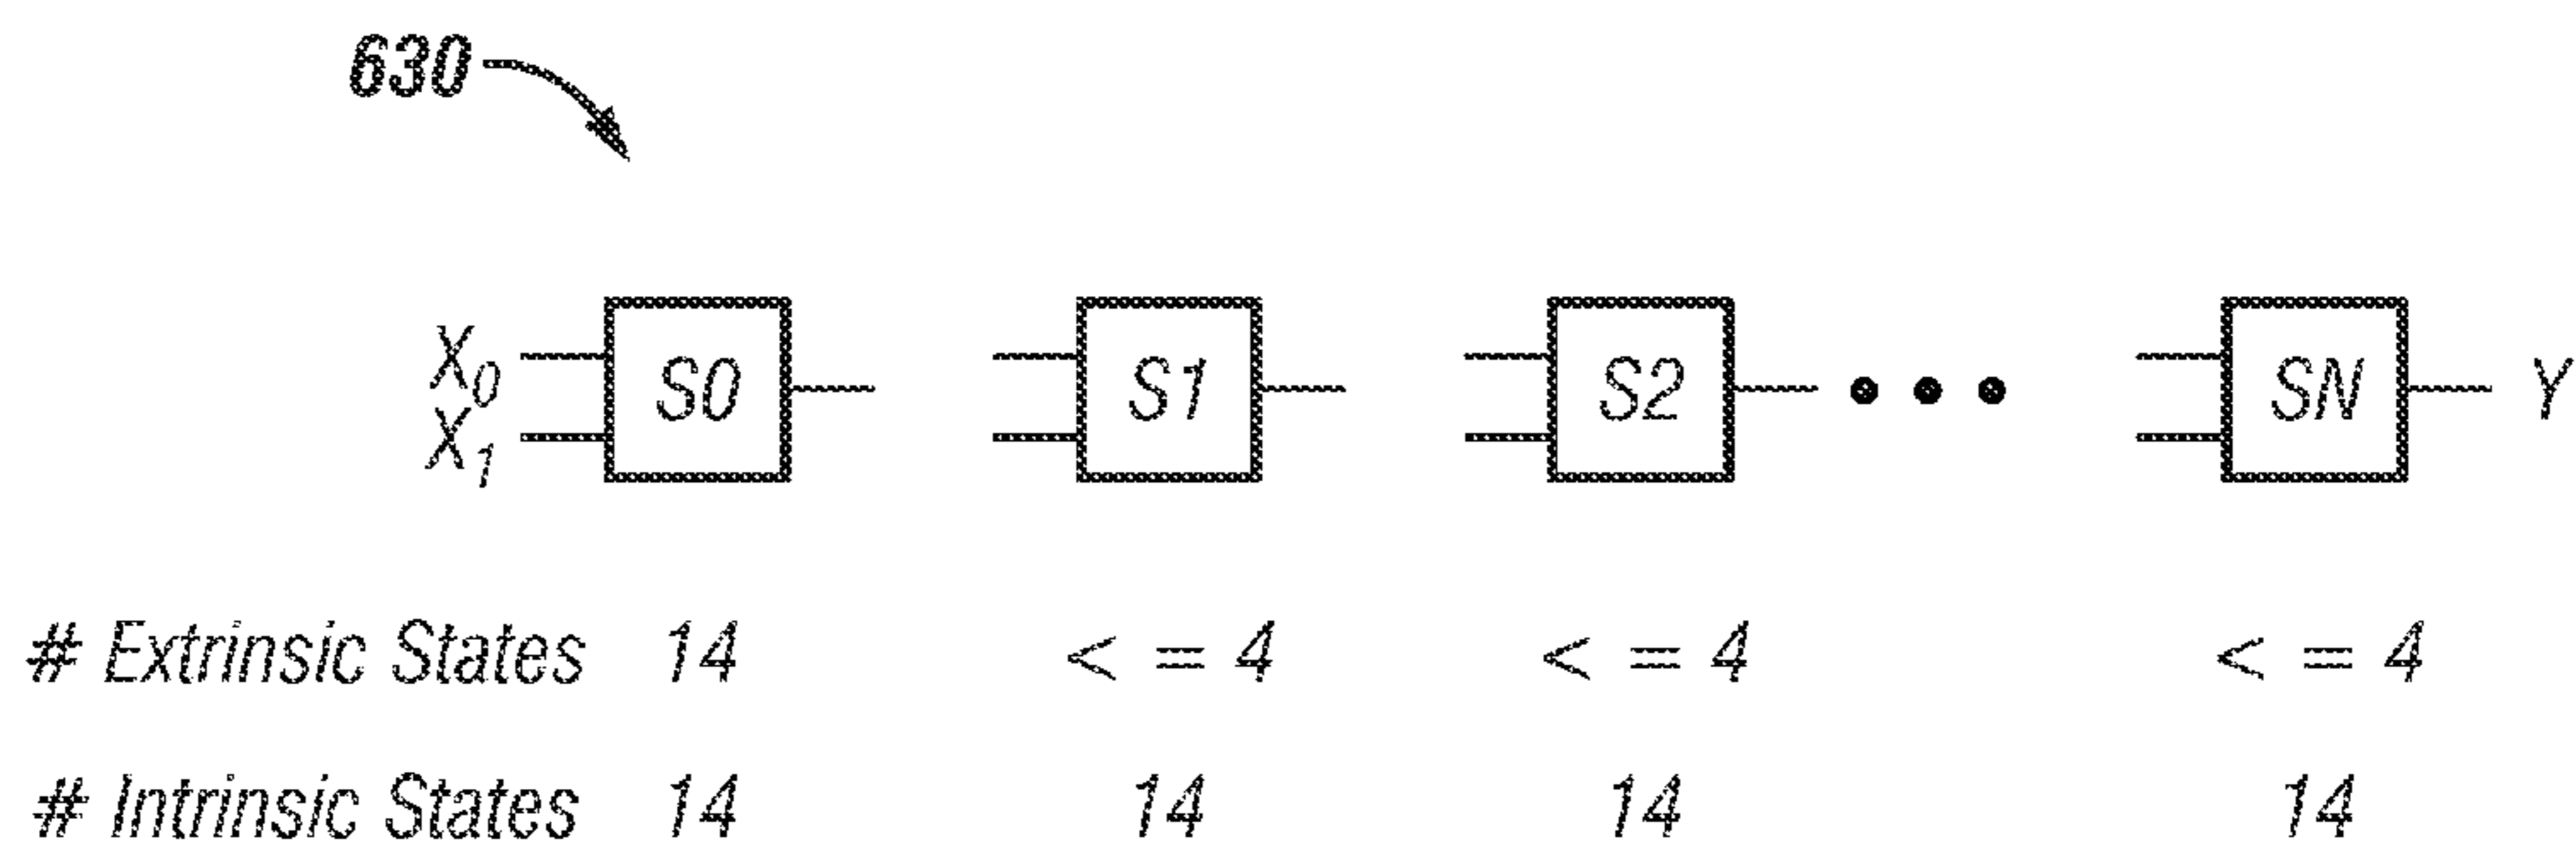 630
X0 S0 S1 S2 SN Y
X1
# Extrinsic States 14 < = 4 < = 4 < = 4
# Intrinsic States 14 14 14 14